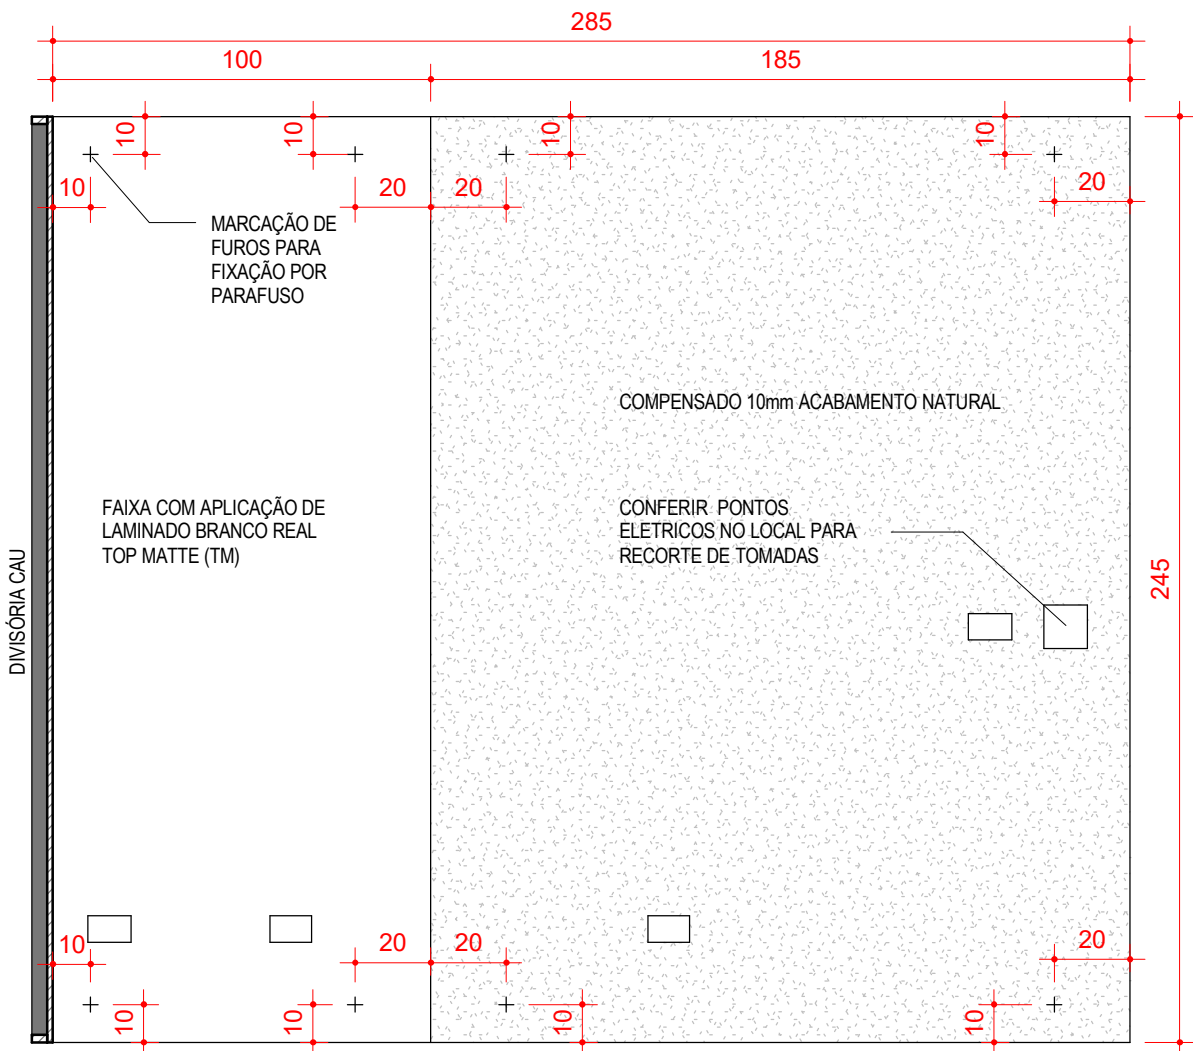 285
100
185
10
10
10
10
10
20
20
20
MARCAÇÃO DE
FUROS PARA
FIXAÇÃO POR
PARAFUSO
COMPENSADO 10mm ACABAMENTO NATURAL
FAIXA COM APLICAÇÃO DE
LAMINADO BRANCO REAL
TOP MATTE (TM)
CONFERIR PONTOS
ELETRICOS NO LOCAL PARA
RECORTE DE TOMADAS
DIVISÓRIA CAU
245
10
20
20
20
10
10
10
10